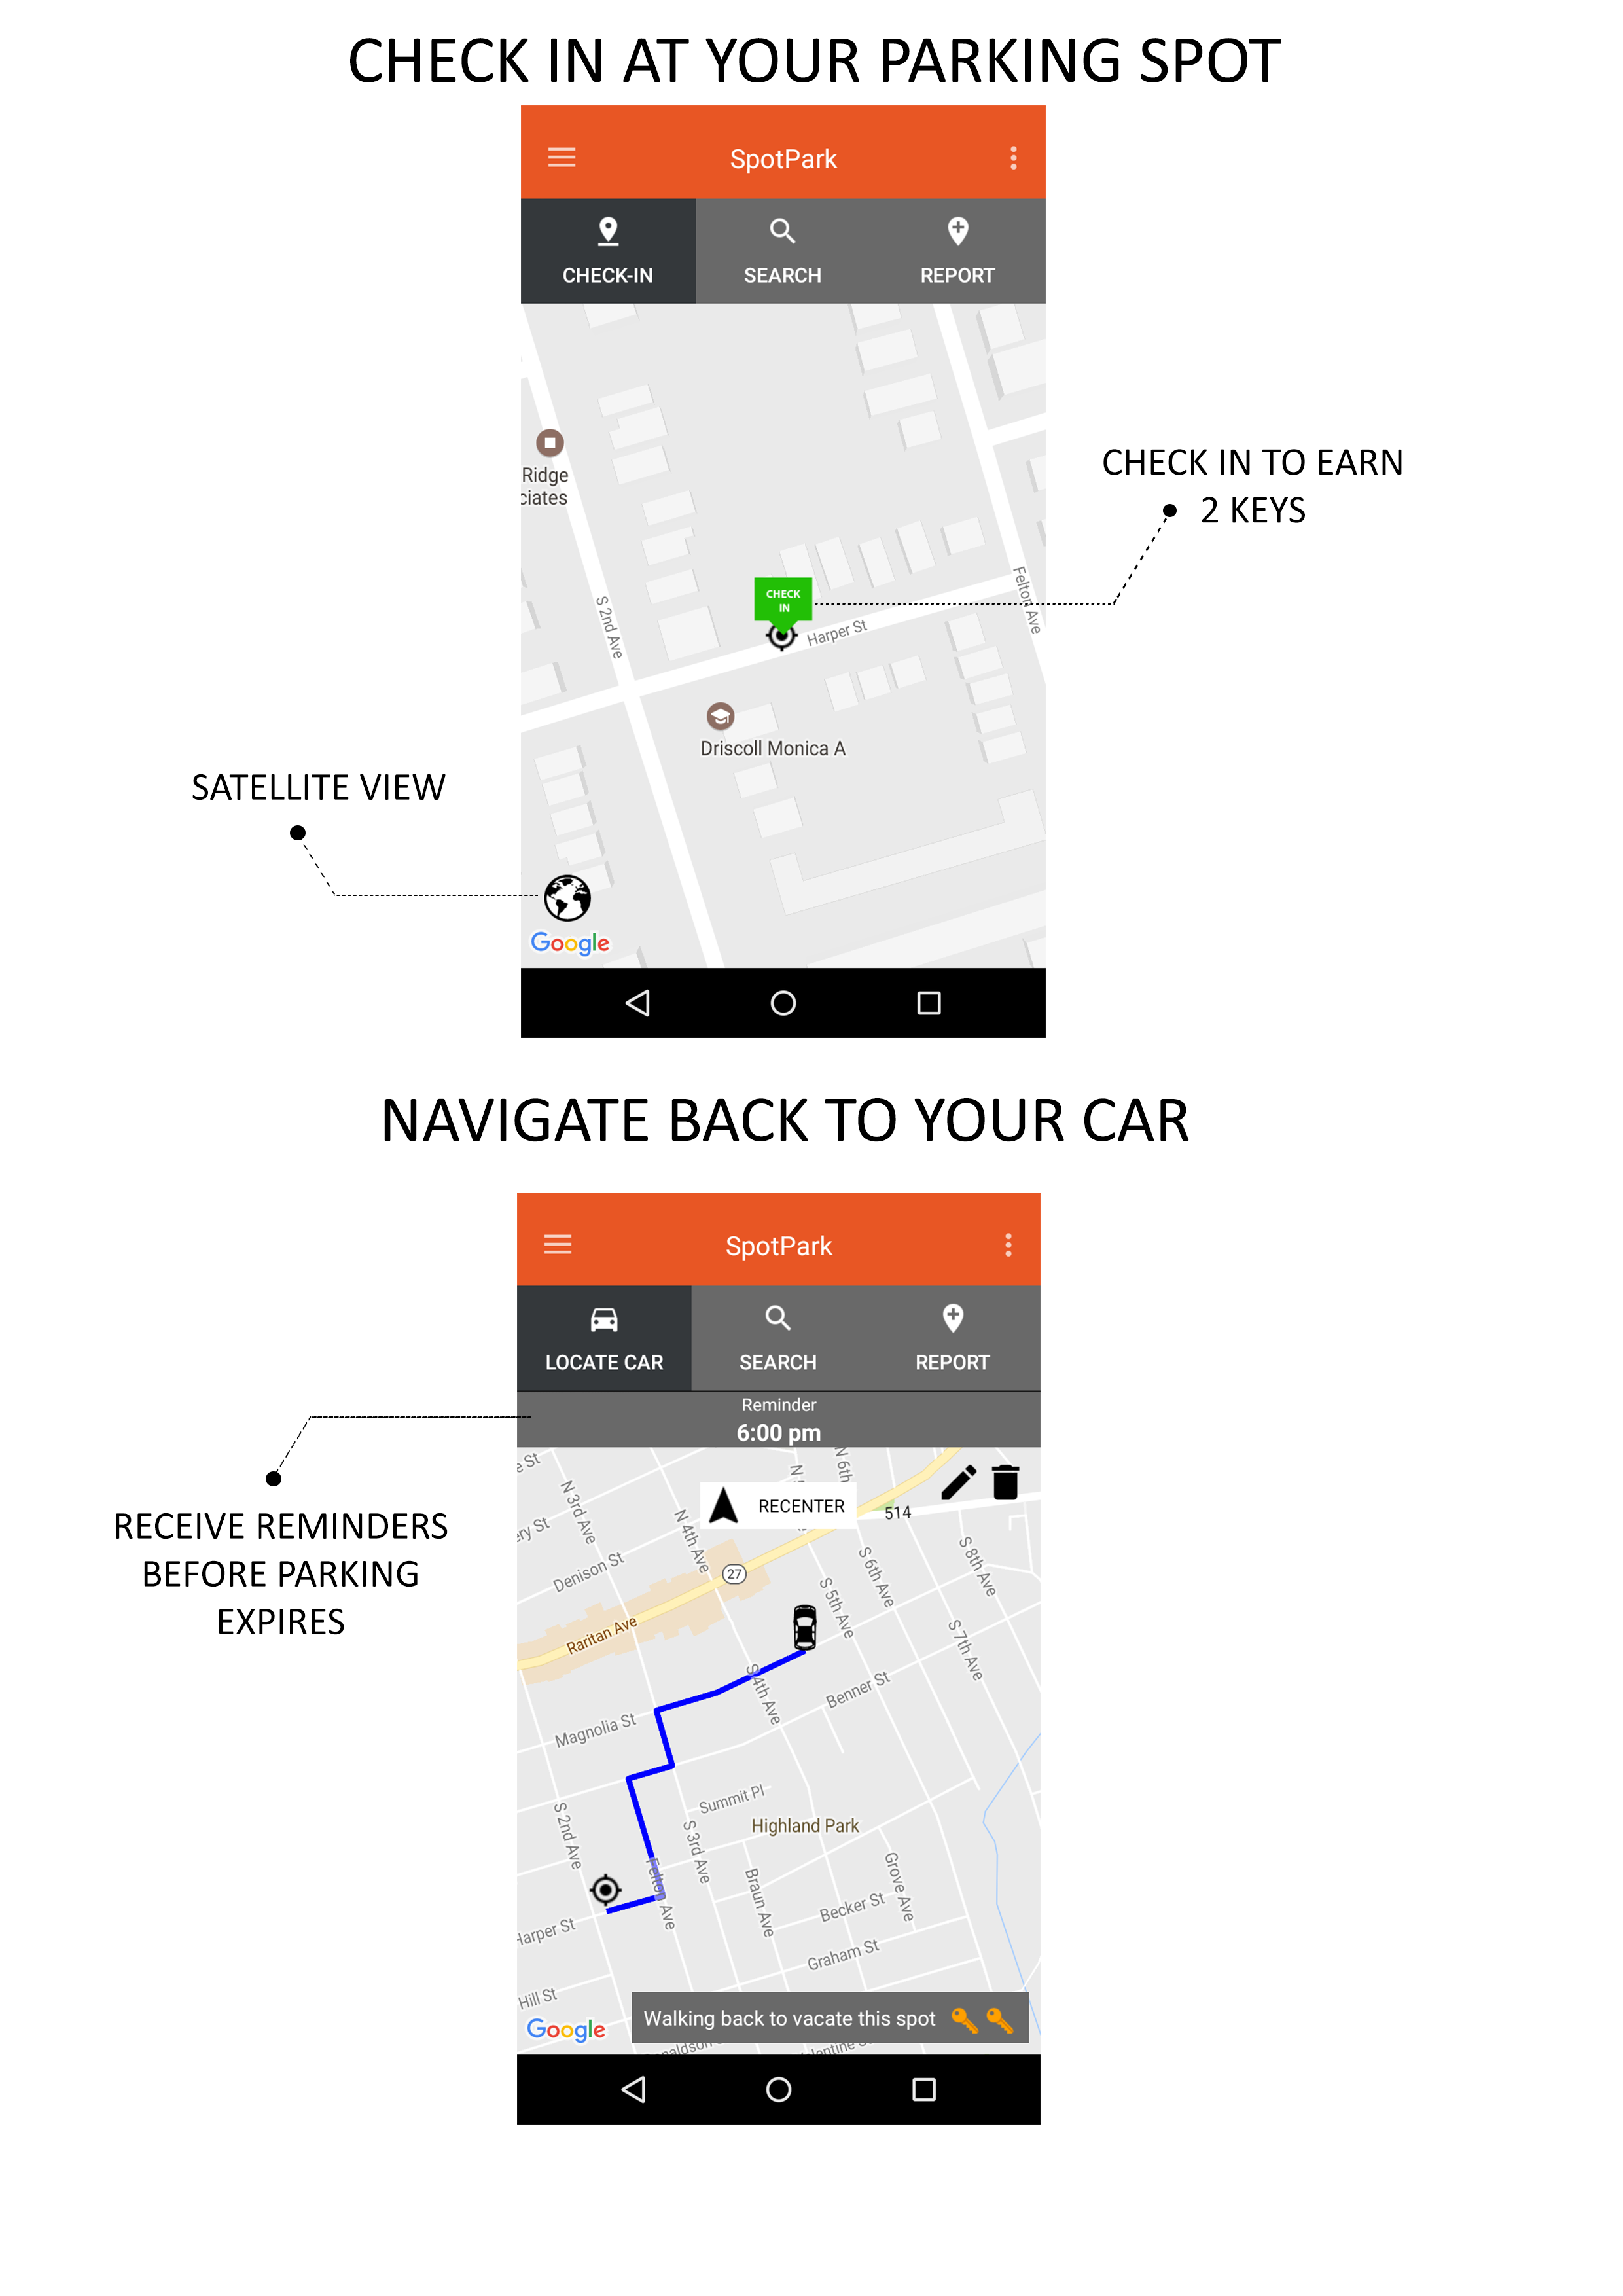 CHECK IN AT YOUR PARKING SPOT
SpotPark
CHECK-IN
SEARCH
REPORT
Ridge
ciates
CHECK IN TO EARN
2 KEYS
CHECK
IN
S 2nd Ave
Harper St
Felton Ave
Driscoll Monica A
SATELLITE VIEW
Google
NAVIGATE BACK TO YOUR CAR
SpotPark
LOCATE CAR
SEARCH
REPORT
Reminder
6:00 pm
RECEIVE REMINDERS
BEFORE PARKING
EXPIRES
e St
N 3rd Ave
N 4th Ave
N 6th
RECENTER
514
ery St
Denison St
27
Raritan Ave
S 5th Ave
S 6th Ave
S 8th Ave
S 7th Ave
S 4th Ave
Benner St
Magnolia St
Summit Pl
Highland Park
S 2nd Ave
S 3rd Ave
Felton Ave
Braun Ave
Grove Ave
Becker St
Harper St
Graham St
Hill St
Walking back to vacate this spot
Google